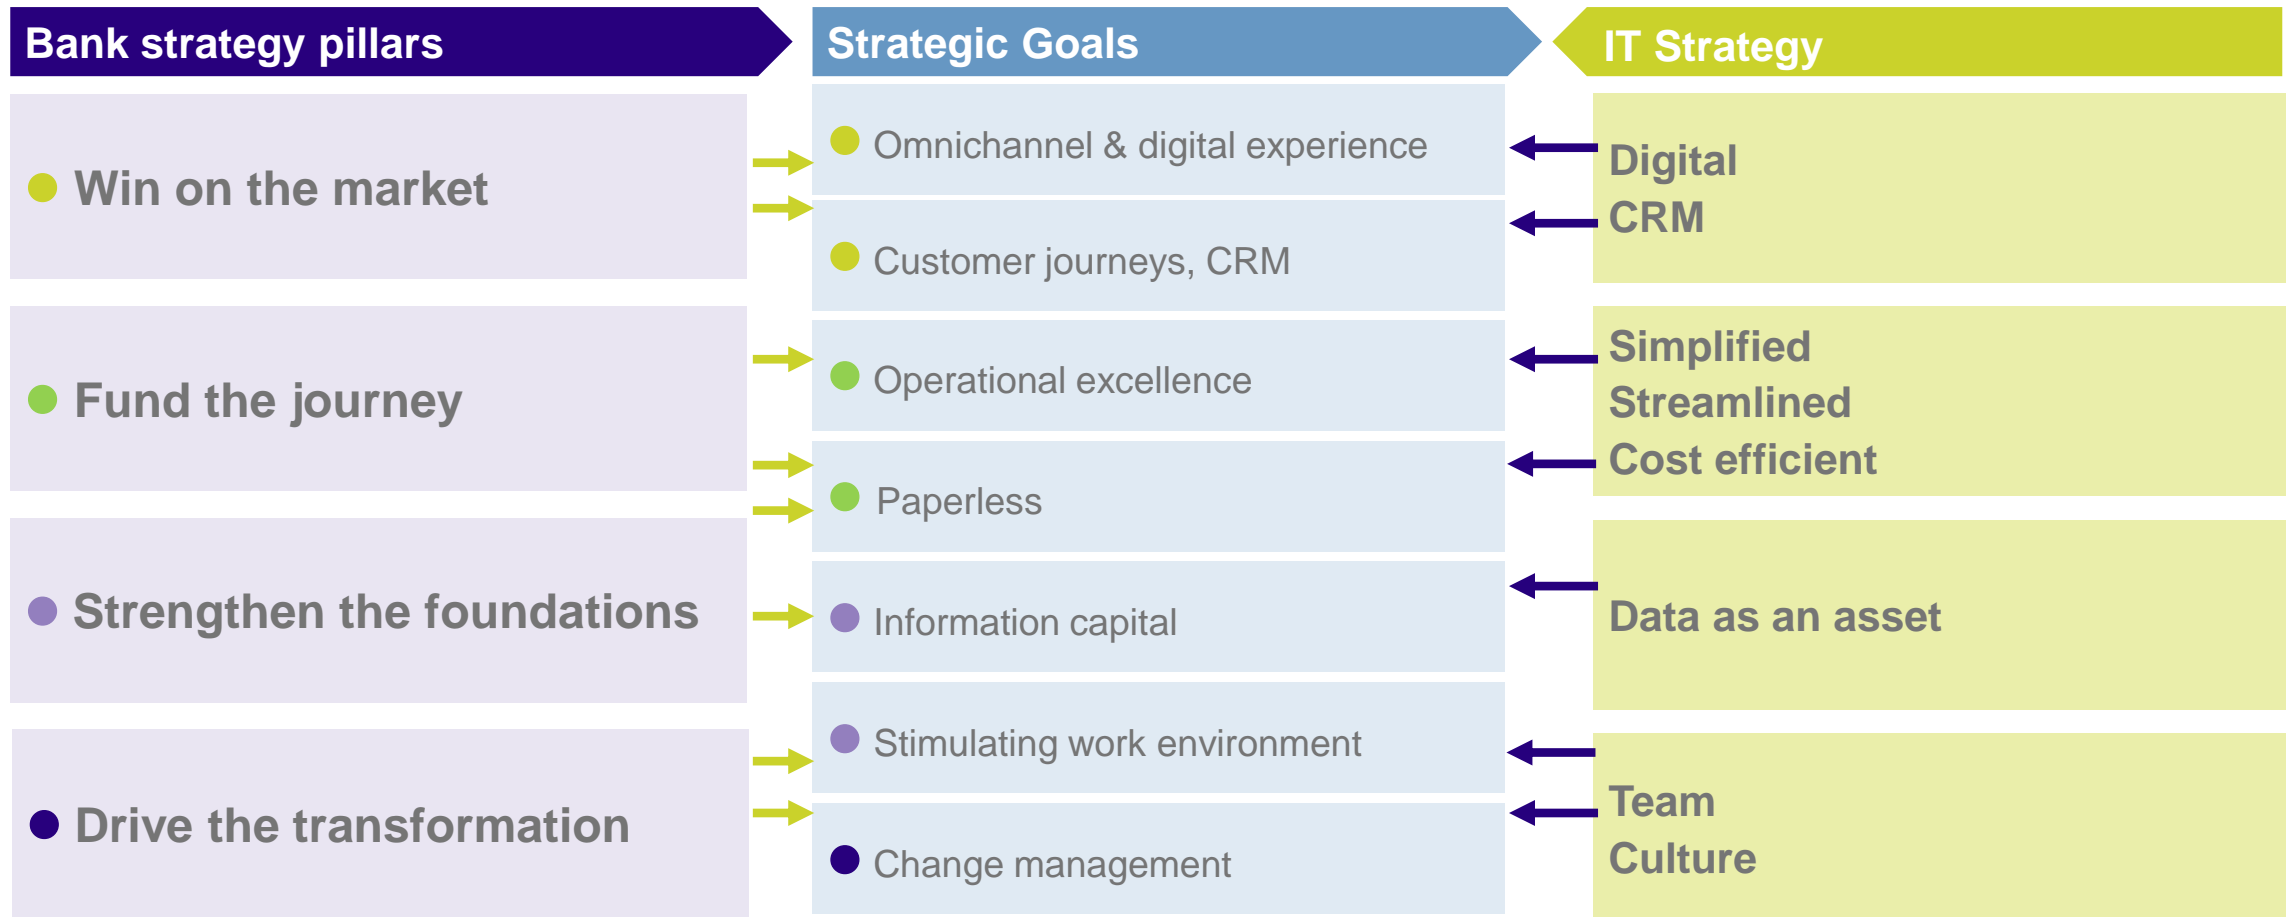 Bank strategy pillars
Strategic Goals
IT Strategy
Win on the market
Fund the journey
Strengthen the foundations
Drive the transformation
Omnichannel & digital experience
Customer journeys, CRM
Operational excellence
Paperless
Information capital
Stimulating work environment
Change management
Digital
CRM
Simplified
Streamlined
Cost efficient
Data as an asset
Team
Culture